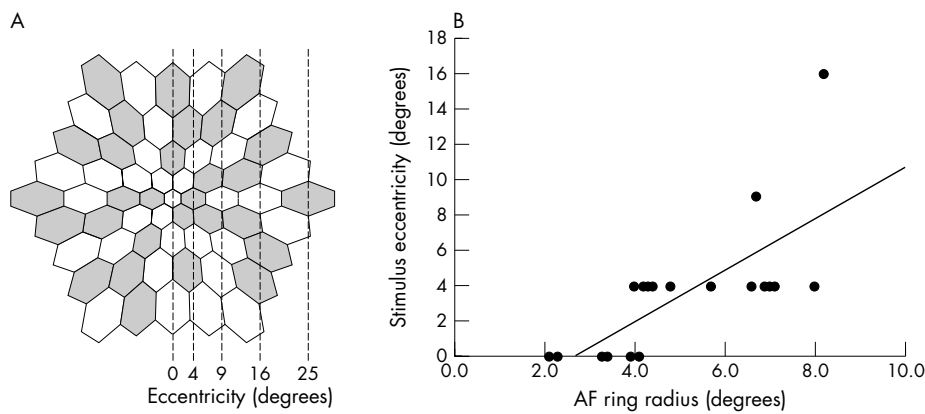 A
0 4 9 16 25
Eccentricity (degrees)
B
Stimulus eccentricity (degrees)
18
16
14
12
10
8
6
4
2
0
0.0 2.0 4.0 6.0 8.0 10.0
AF ring radius (degrees)